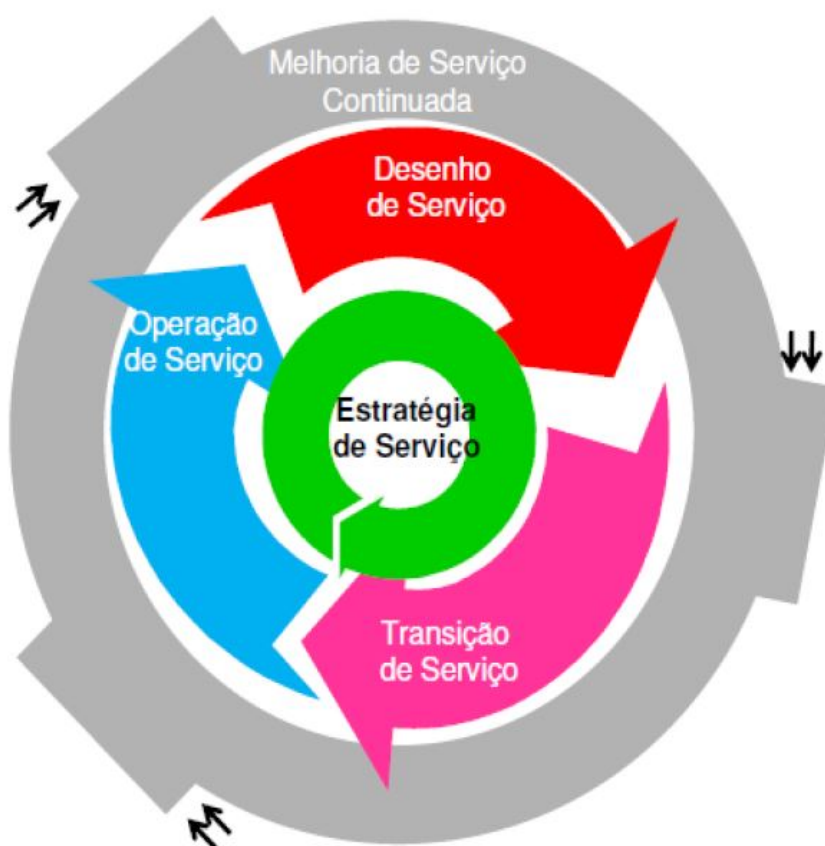 Melhoria de Serviço
Continuada
Desenho
de Serviço
Operação
de Serviço
Estratégia
de Serviço
Transição
de Serviço